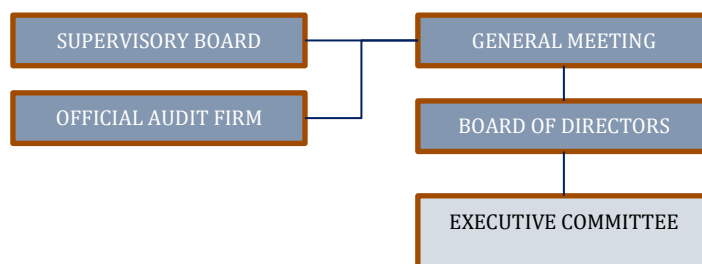 SUPERVISORY BOARD
GENERAL MEETING
OFFICIAL AUDIT FIRM
BOARD OF DIRECTORS
EXECUTIVE COMMITTEE